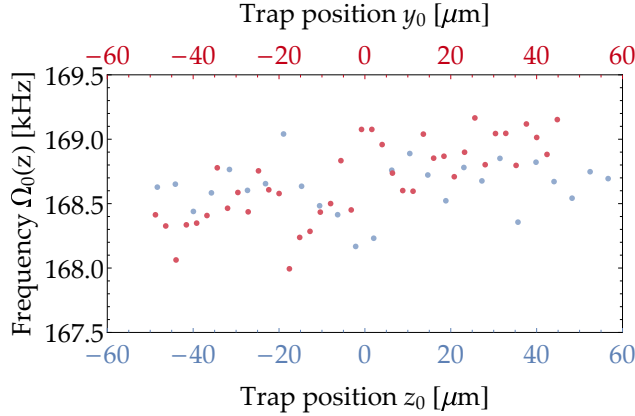 Trap position y₀ [μm]
−60 −40 −20 0 20 40 60
Frequency Ω₀(z) [kHz]
169.5
169.0
168.5
168.0
167.5
−60 −40 −20 0 20 40 60
Trap position z₀ [μm]